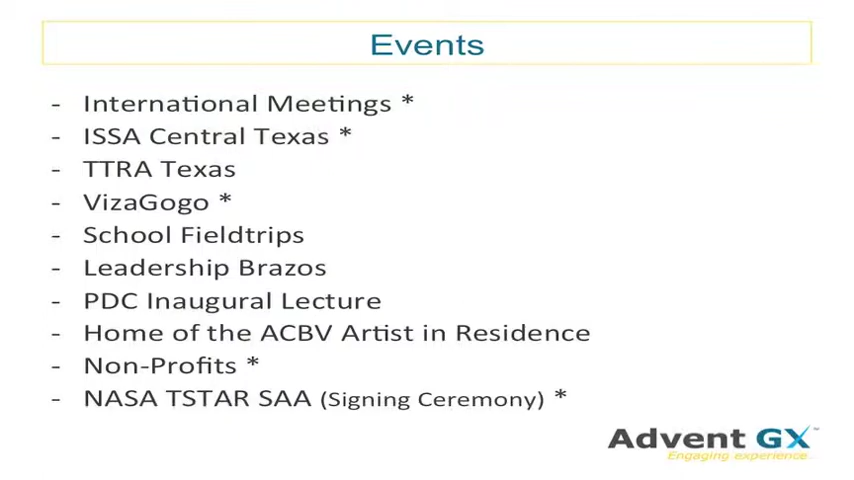 Events
- International Meetings *
- ISSA Central Texas *
- TTRA Texas
- VizaGogo *
- School Fieldtrips
- Leadership Brazos
- PDC Inaugural Lecture
- Home of the ACBV Artist in Residence
- Non-Profits *
- NASA TSTAR SAA (Signing Ceremony) *
Advent GX™
Engaging experience.